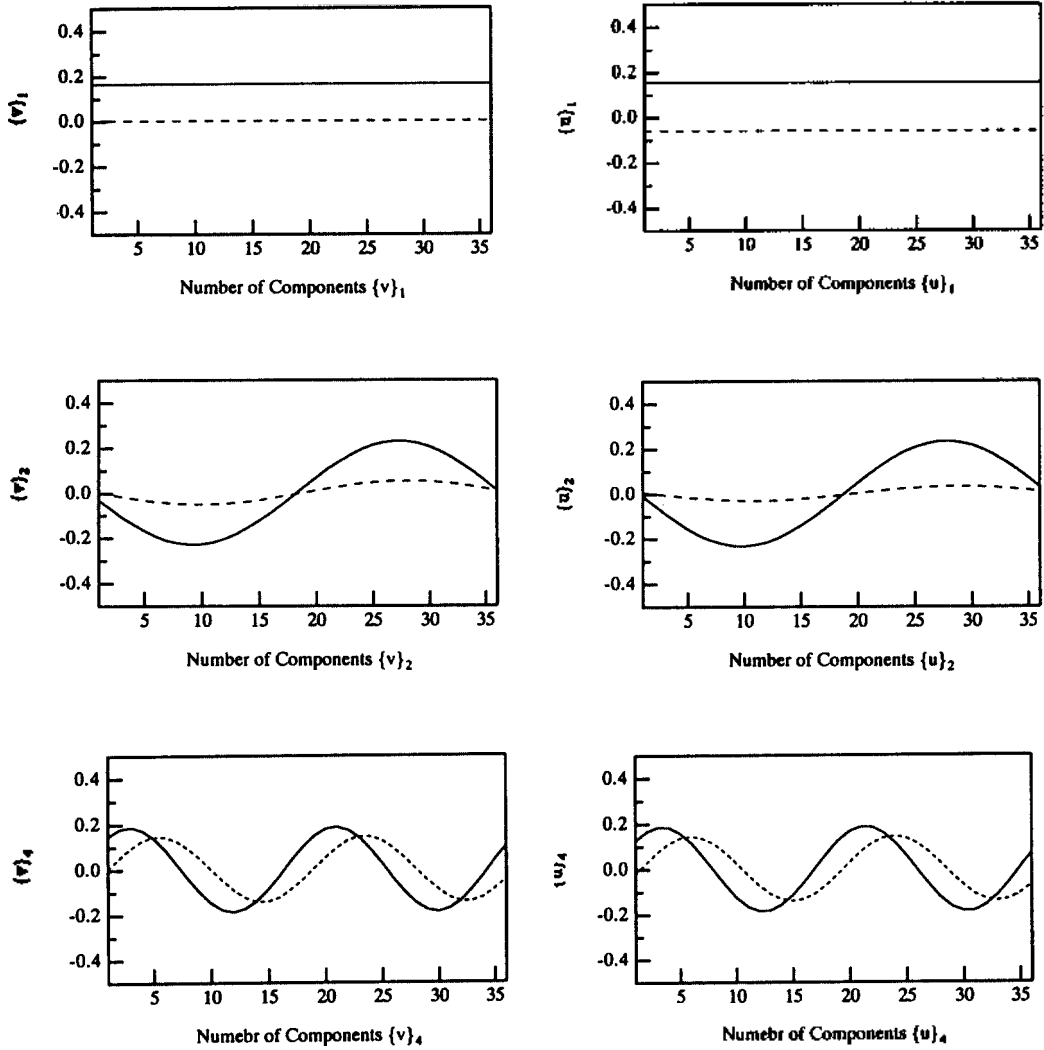 0.4
0.2
0.0
-0.2
-0.4
{v}1
5 10 15 20 25 30 35
Number of Components {v}1
0.4
0.2
0.0
-0.2
-0.4
{u}1
5 10 15 20 25 30 35
Number of Components {u}1
0.4
0.2
0.0
-0.2
-0.4
{v}2
5 10 15 20 25 30 35
Number of Components {v}2
0.4
0.2
0.0
-0.2
-0.4
{u}2
5 10 15 20 25 30 35
Number of Components {u}2
0.4
0.2
0.0
-0.2
-0.4
{v}4
5 10 15 20 25 30 35
Numebr of Components {v}4
0.4
0.2
0.0
-0.2
-0.4
{u}4
5 10 15 20 25 30 35
Numebr of Components {u}4